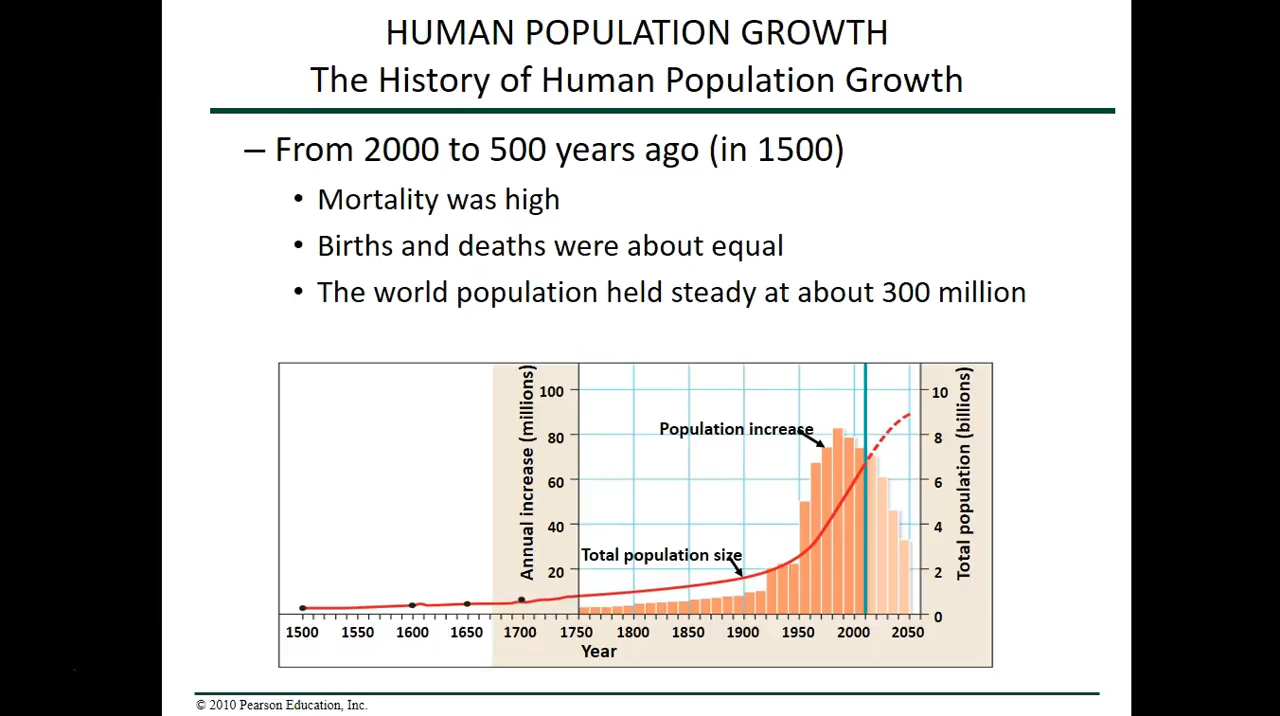 HUMAN POPULATION GROWTH
The History of Human Population Growth
– From 2000 to 500 years ago (in 1500)
• Mortality was high
• Births and deaths were about equal
• The world population held steady at about 300 million
Annual increase (millions)
100
80
60
40
20
Population increase
Total population size
10
8
6
4
2
0
Total population (billions)
1500 1550 1600 1650 1700 1750 1800 1850 1900 1950 2000 2050
Year
© 2010 Pearson Education, Inc.